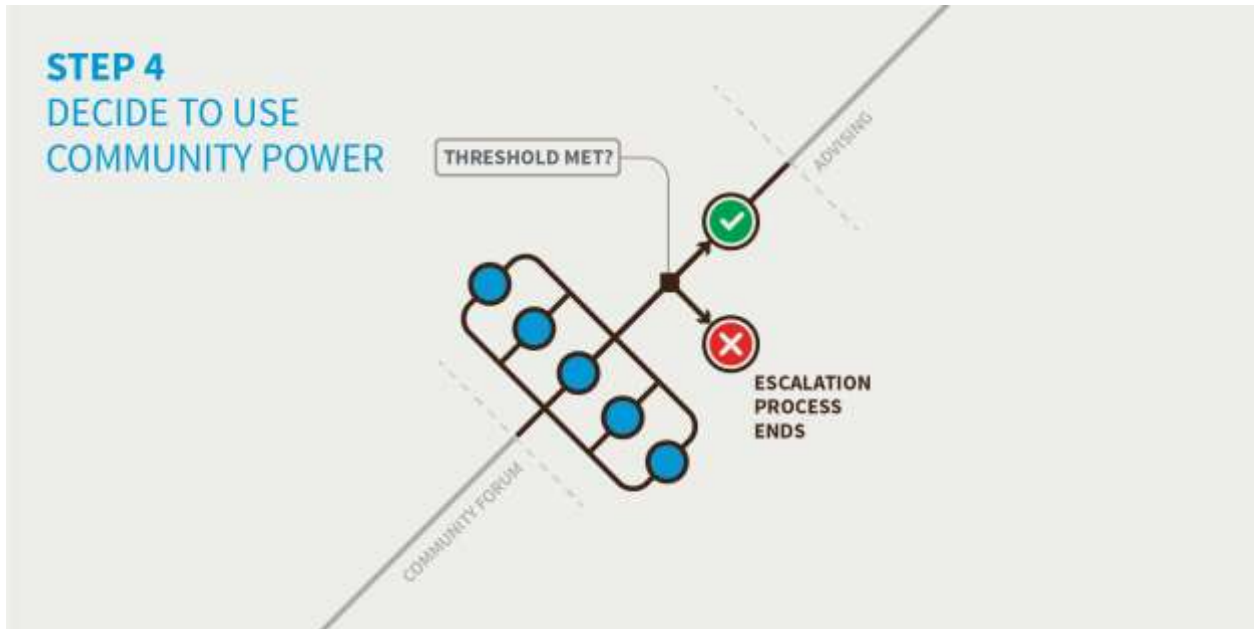 STEP 4
DECIDE TO USE
COMMUNITY POWER
THRESHOLD MET?
ADVISING
ESCALATION
PROCESS
ENDS
COMMUNITY FORUM